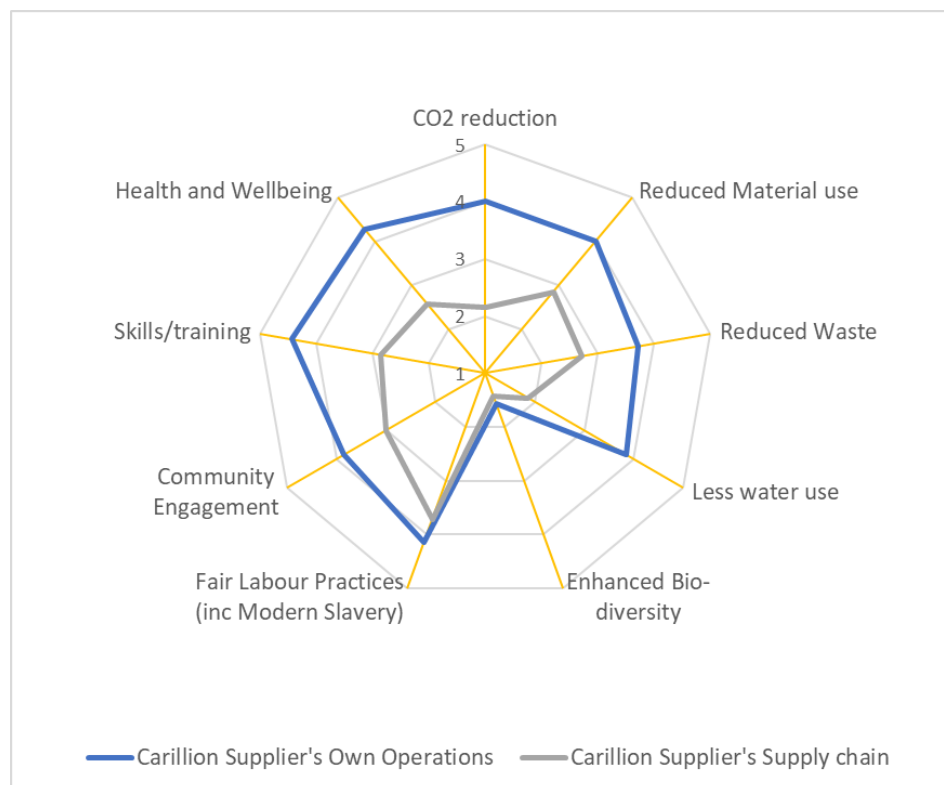 CO2 reduction
5
Health and Wellbeing
Reduced Material use
4
3
Skills/training
Reduced Waste
2
1
Community
Engagement
Less water use
Fair Labour Practices
(inc Modern Slavery)
Enhanced Bio-
diversity
Carillion Supplier's Own Operations
Carillion Supplier's Supply chain